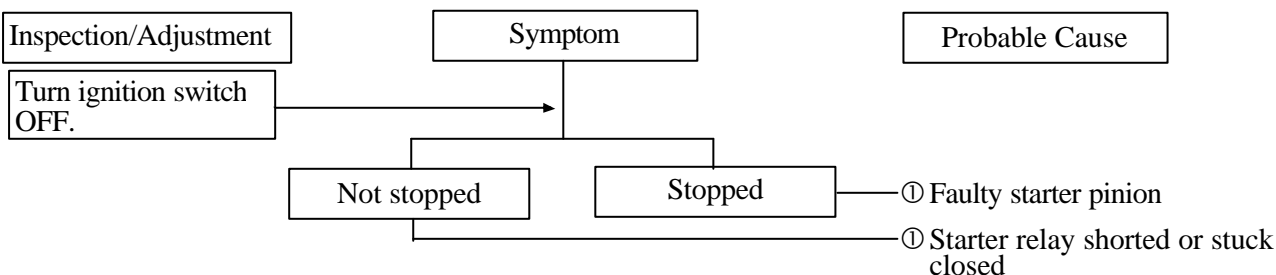 Inspection/Adjustment
Symptom
Probable Cause
Turn ignition switch
OFF.
Not stopped
Stopped
① Faulty starter pinion
① Starter relay shorted or stuck
closed